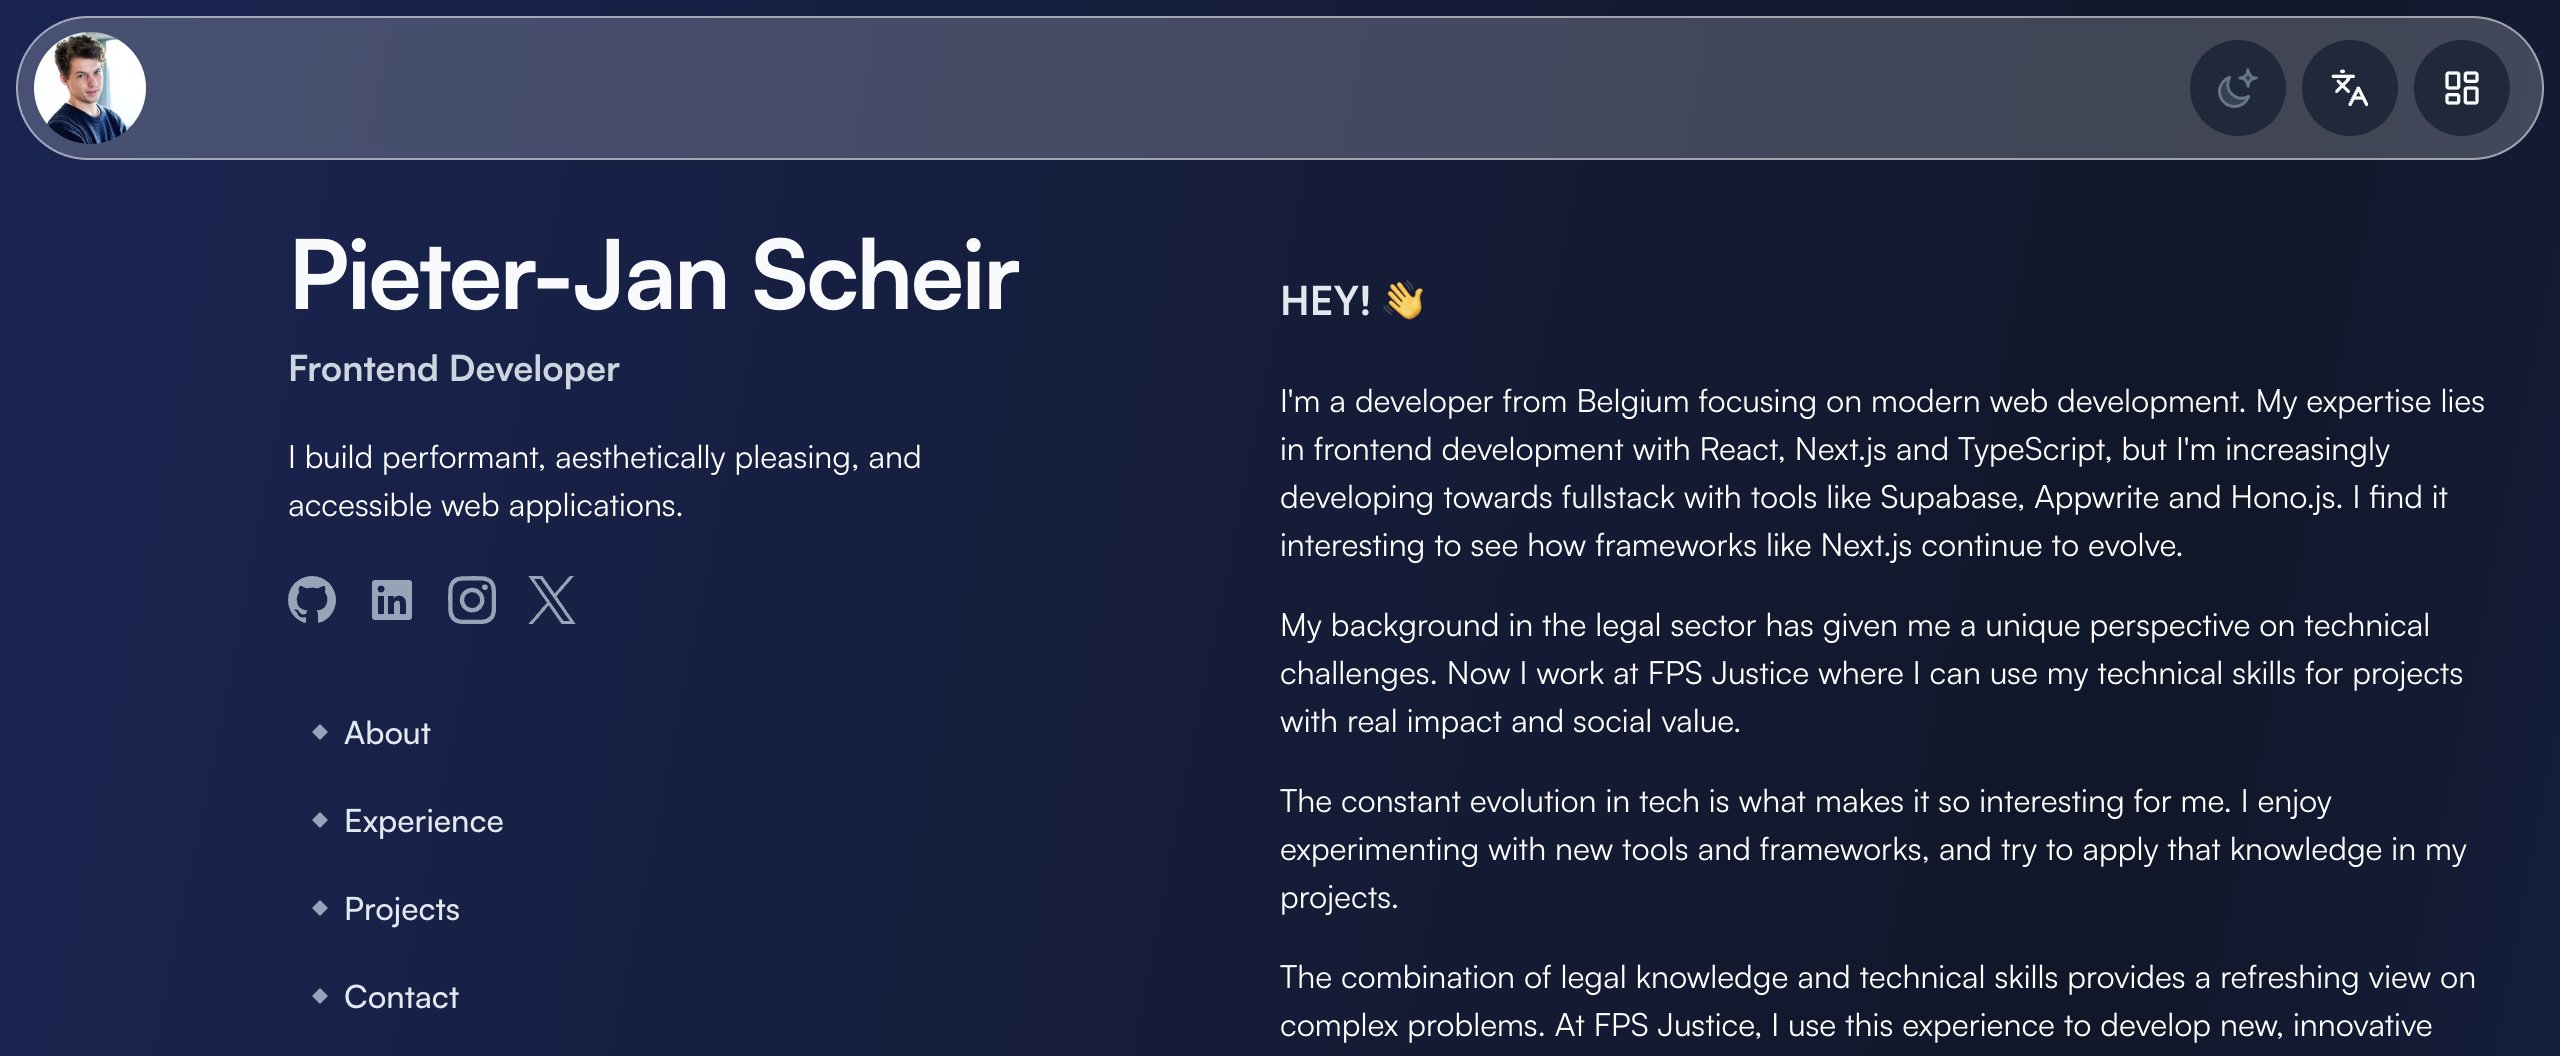 Pieter-Jan Scheir
Frontend Developer
I build performant, aesthetically pleasing, and
accessible web applications.
About
Experience
Projects
Contact
HEY! 👋
I'm a developer from Belgium focusing on modern web development. My expertise lies
in frontend development with React, Next.js and TypeScript, but I'm increasingly
developing towards fullstack with tools like Supabase, Appwrite and Hono.js. I find it
interesting to see how frameworks like Next.js continue to evolve.
My background in the legal sector has given me a unique perspective on technical
challenges. Now I work at FPS Justice where I can use my technical skills for projects
with real impact and social value.
The constant evolution in tech is what makes it so interesting for me. I enjoy
experimenting with new tools and frameworks, and try to apply that knowledge in my
projects.
The combination of legal knowledge and technical skills provides a refreshing view on
complex problems. At FPS Justice, I use this experience to develop new, innovative